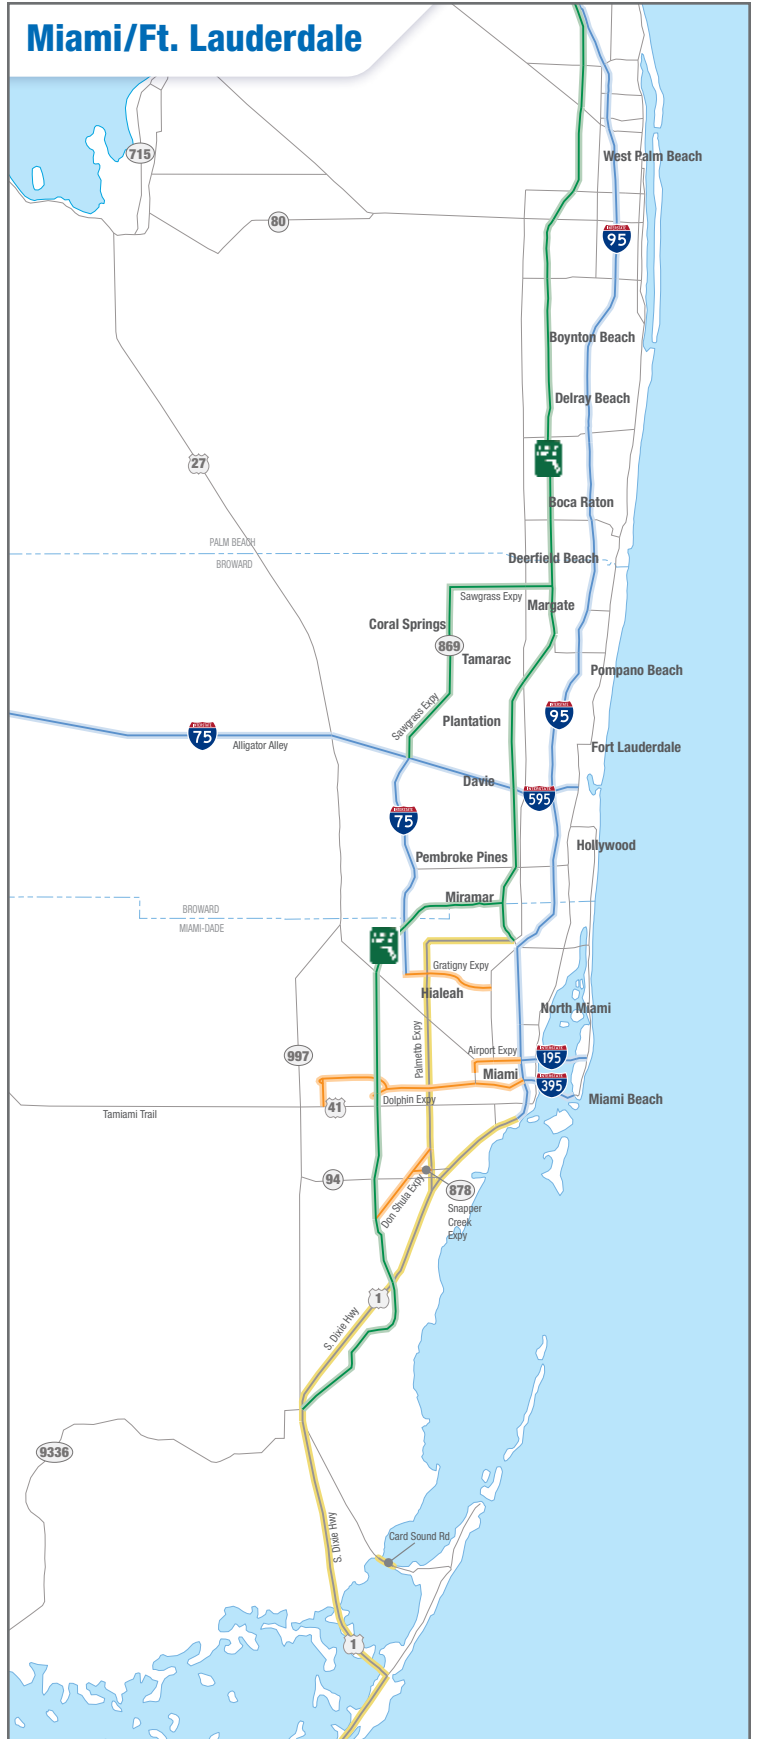 Miami/Ft. Lauderdale
715
West Palm Beach
80
95
Boynton Beach
Delray Beach
27
Boca Raton
PALM BEACH
BROWARD
Deerfield Beach
Sawgrass Expy
Margate
Coral Springs
869
Tamarac
Pompano Beach
Sawgrass Expy
Plantation
95
75
Alligator Alley
Fort Lauderdale
Davie
595
75
Hollywood
Pembroke Pines
Miramar
BROWARD
MIAMI-DADE
Gratigny Expy
Hialeah
North Miami
Palmetto Expy
997
Airport Expy
195
Miami
395
Dolphin Expy
Miami Beach
41
Tamiami Trail
94
878
Don Shula Expy
Snapper
Creek
Expy
1
S. Dixie Hwy
9336
S. Dixie Hwy
Card Sound Rd
1